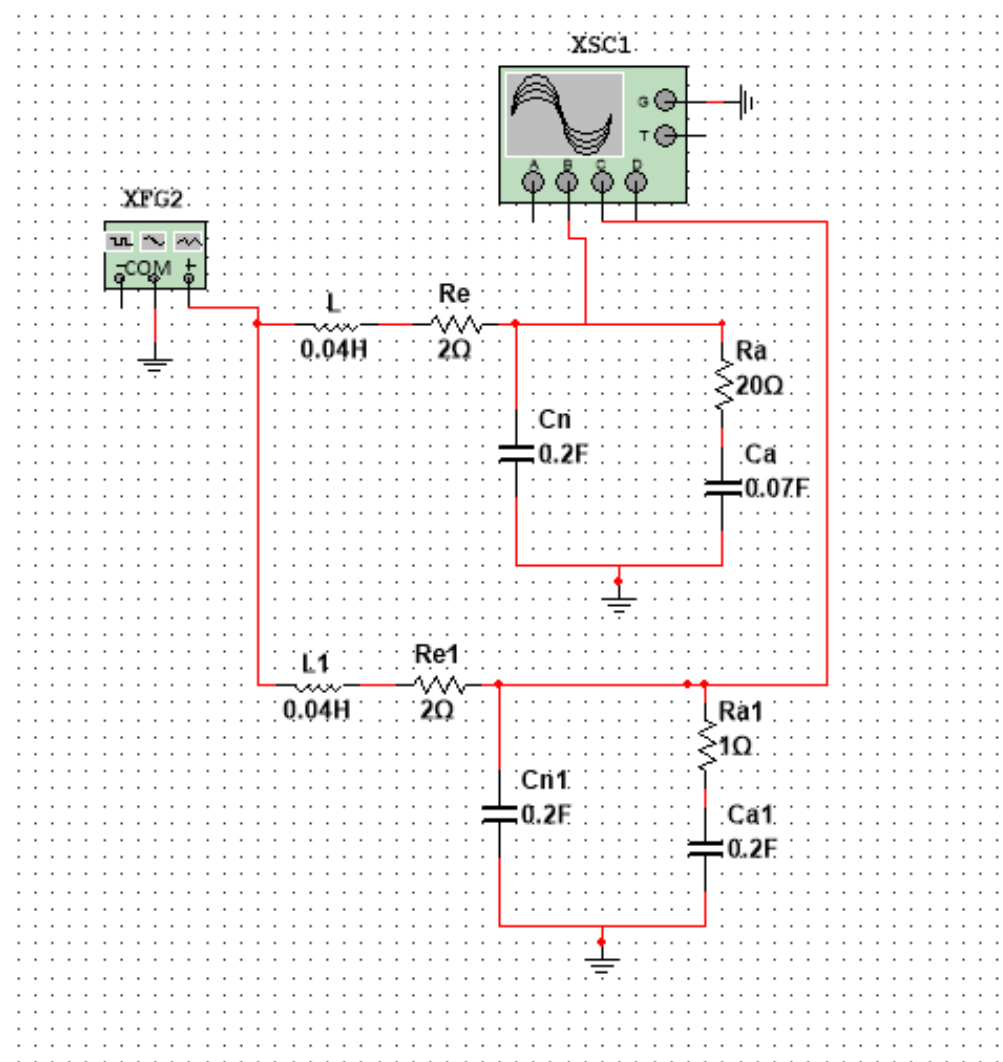 XSC1
G
T
A B C D
XFG2
COM
L
0.04H
Re
2Ω
Ra
20Ω
Cn
0.2F
Ca
0.07F
L1
0.04H
Re1
2Ω
Ra1
1Ω
Cn1
0.2F
Ca1
0.2F